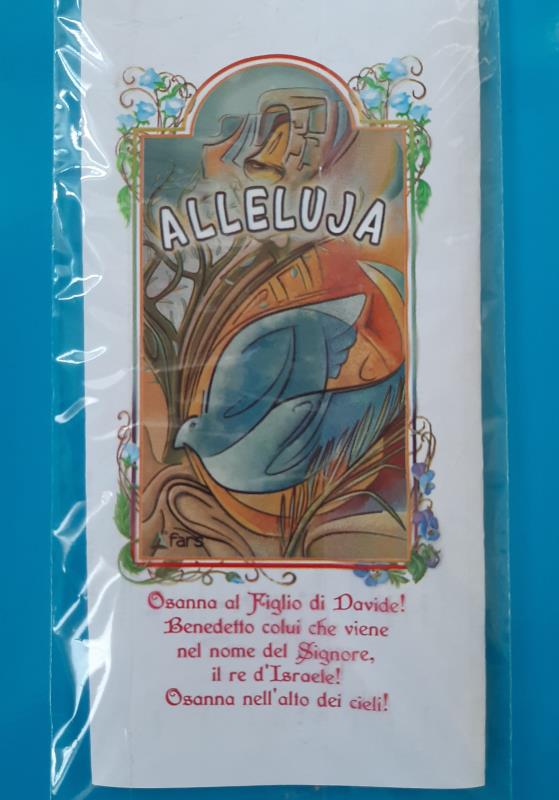 ALLELUJA
fars
Osanna al Figlio di Davide!
Benedetto colui che viene
nel nome del Signore,
il re d'Israele!
Osanna nell'alto dei cieli!